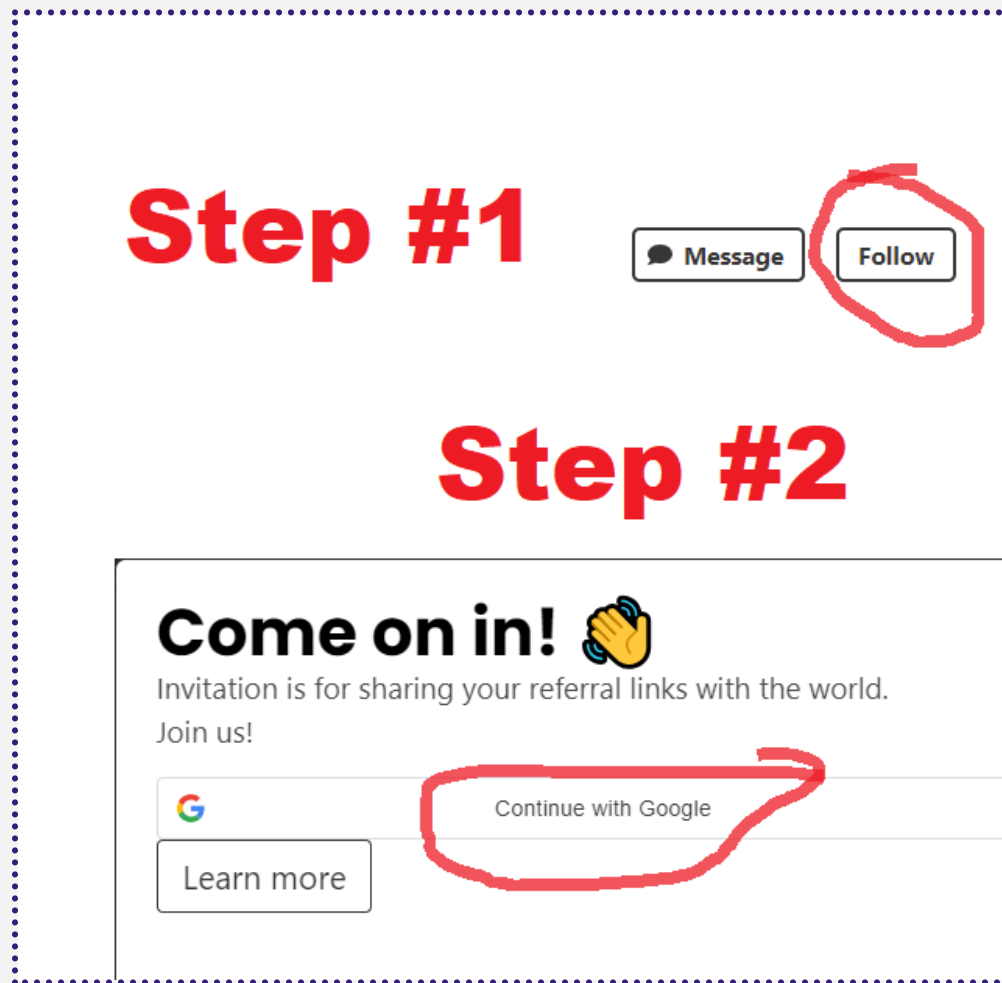 Step #1
Message
Follow
Step #2
Come on in! 👋
Invitation is for sharing your referral links with the world.
Join us!
Continue with Google
Learn more